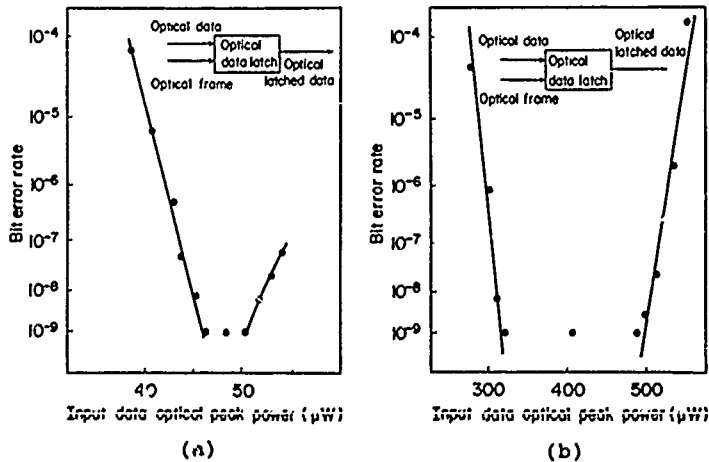 Optical data
Optical
data latch
Optical frame
Optical
latched data
Bit error rate
10-4
10-5
10-6
10-7
10-8
10-9
40
50
Input data optical peak power (μW)
(a)
Optical data
Optical
data latch
Optical frame
Optical
latched data
Bit error rate
10-4
10-5
10-6
10-7
10-8
10-9
300
400
500
Input data optical peak power (μW)
(b)